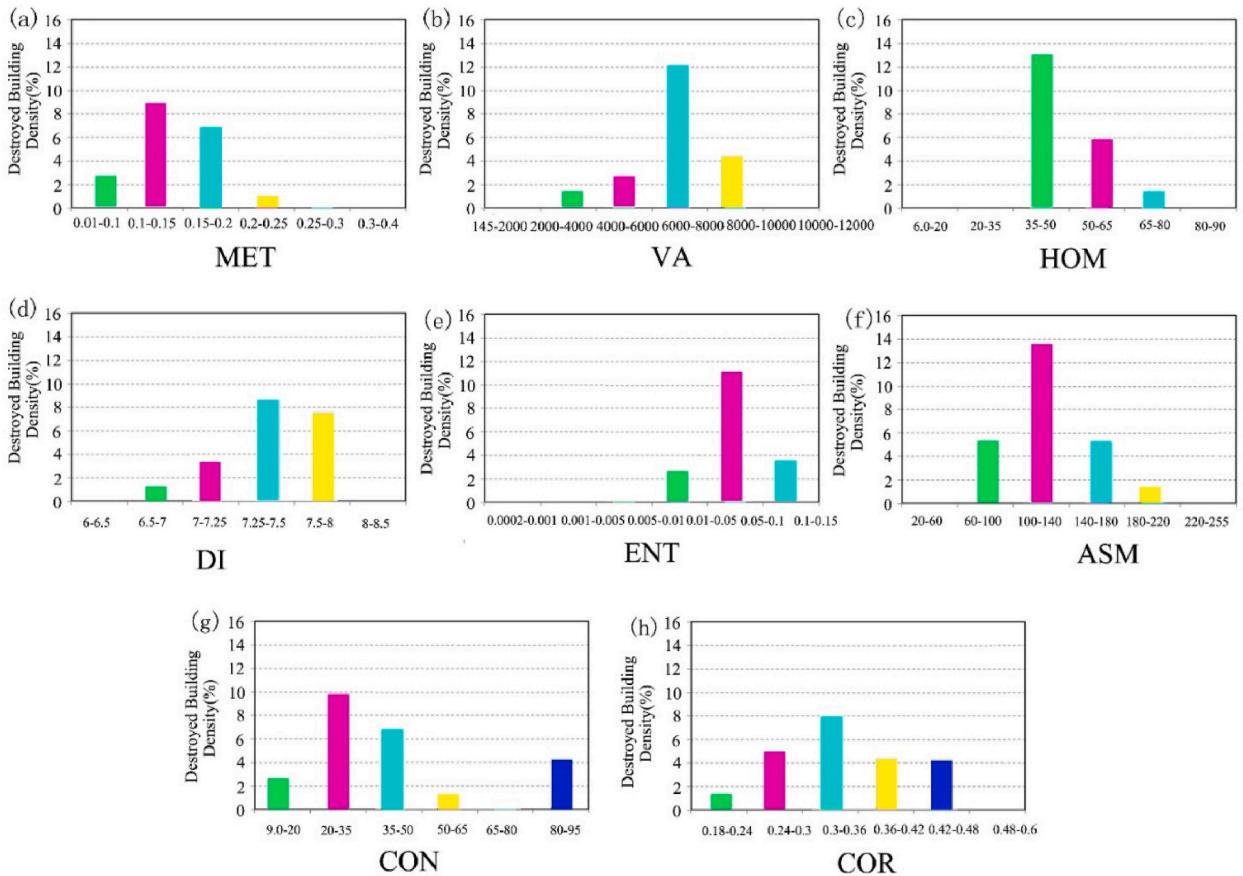 (a)
Destroyed Building
Density(%)
16
14
12
10
8
6
4
2
0
0.01-0.1 0.1-0.15 0.15-0.2 0.2-0.25 0.25-0.3 0.3-0.4
MET
(b)
Destroyed Building
Density(%)
16
14
12
10
8
6
4
2
0
145-2000 2000-4000 4000-6000 6000-8000 8000-10000 10000-12000
VA
(c)
Destroyed Building
Density(%)
16
14
12
10
8
6
4
2
0
6.0-20 20-35 35-50 50-65 65-80 80-90
HOM
(d)
Destroyed Building
Density(%)
16
14
12
10
8
6
4
2
0
6-6.5 6.5-7 7-7.25 7.25-7.5 7.5-8 8-8.5
DI
(e)
Destroyed Building
Density(%)
16
14
12
10
8
6
4
2
0
0.0002-0.001 0.001-0.005 0.005-0.010 0.01-0.05 0.05-0.1 0.1-0.15
ENT
(f)
Destroyed Building
Density(%)
16
14
12
10
8
6
4
2
0
20-60 60-100 100-140 140-180 180-220 220-255
ASM
(g)
Destroyed Building
Density(%)
16
14
12
10
8
6
4
2
0
9.0-20 20-35 35-50 50-65 65-80 80-95
CON
(h)
Destroyed Building
Density(%)
16
14
12
10
8
6
4
2
0
0.18-0.24 0.24-0.3 0.3-0.36 0.36-0.42 0.42-0.48 0.48-0.6
COR